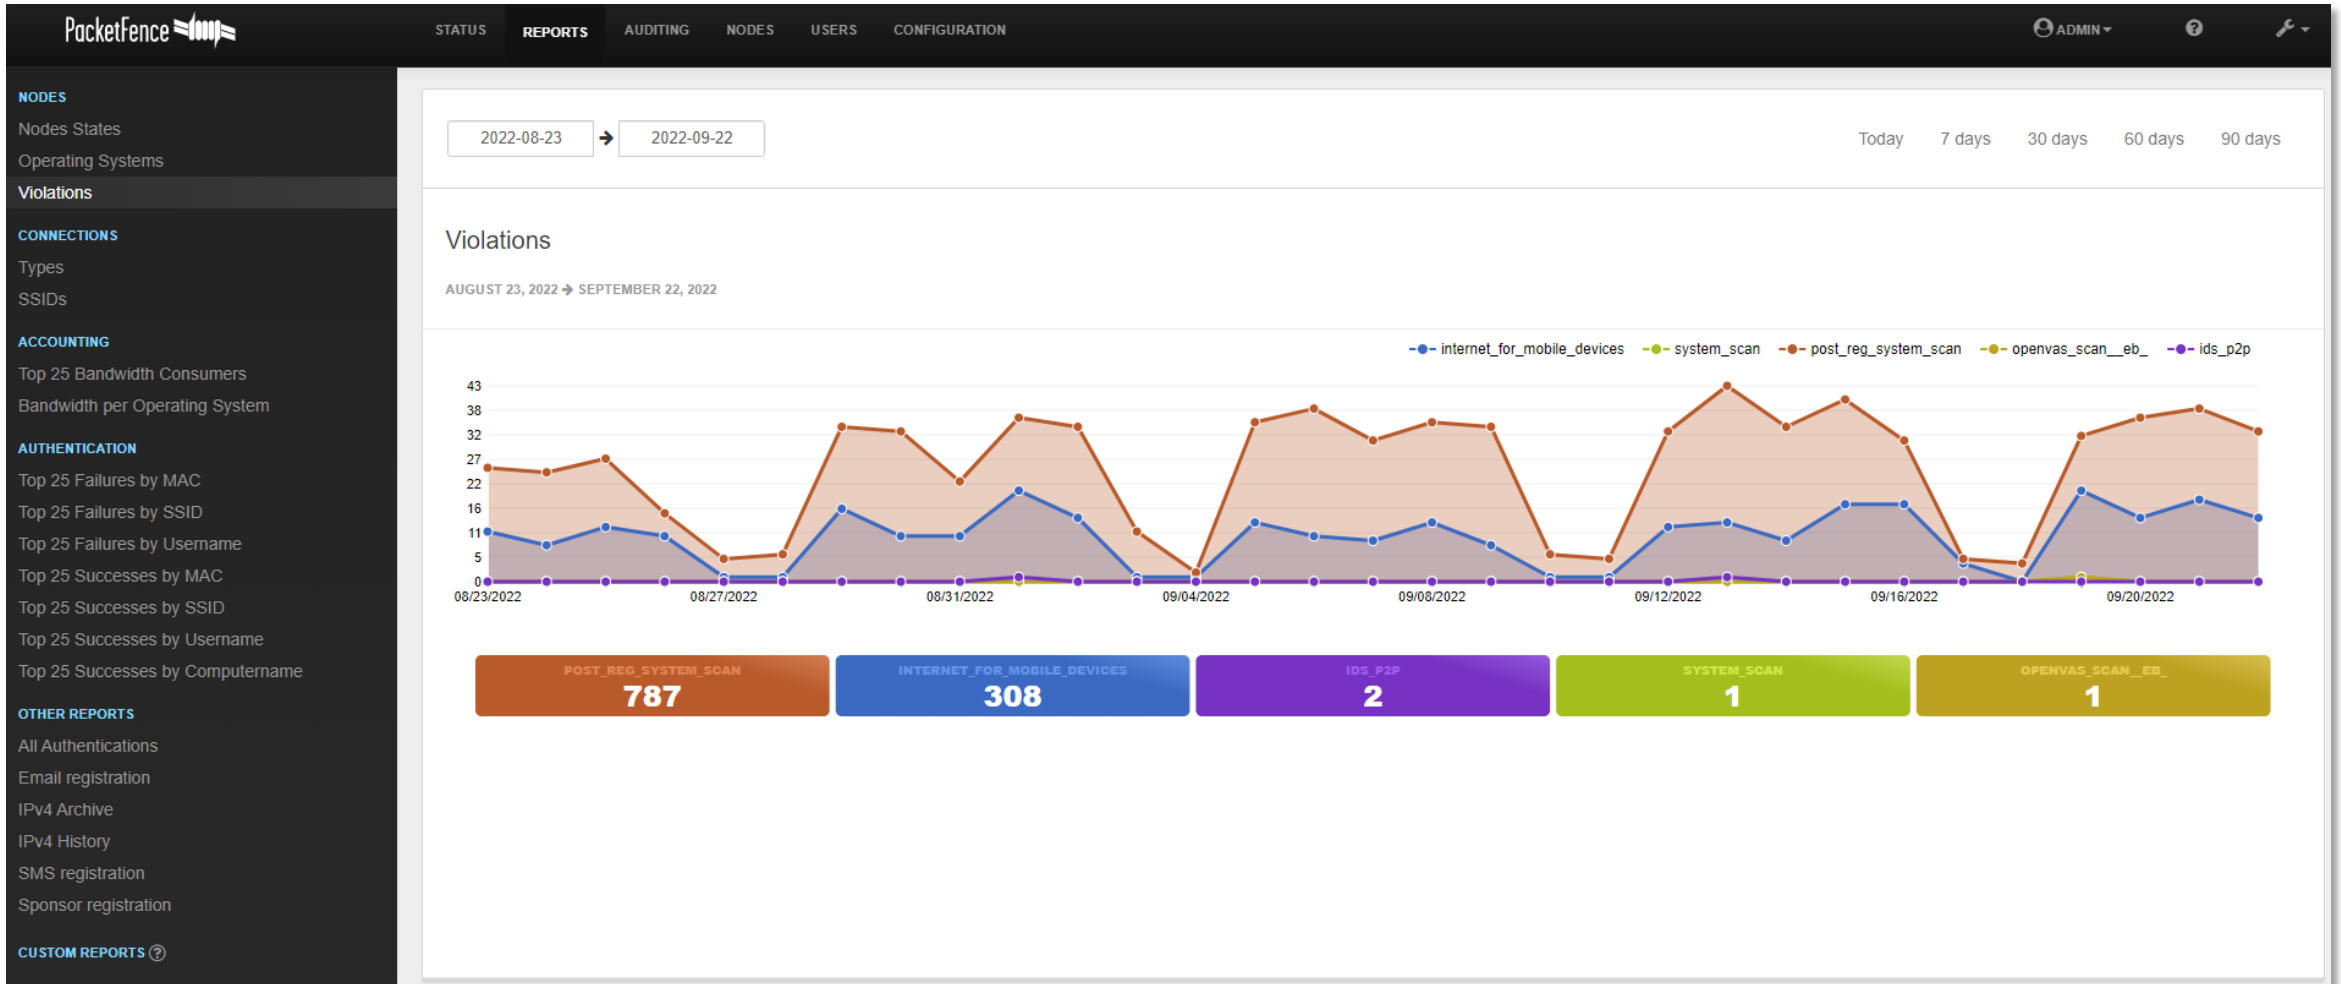 PacketFence
STATUS REPORTS AUDITING NODES USERS CONFIGURATION
ADMIN
NODES
Nodes States
Operating Systems
Violations
CONNECTIONS
Types
SSIDs
ACCOUNTING
Top 25 Bandwidth Consumers
Bandwidth per Operating System
AUTHENTICATION
Top 25 Failures by MAC
Top 25 Failures by SSID
Top 25 Failures by Username
Top 25 Successes by MAC
Top 25 Successes by SSID
Top 25 Successes by Username
Top 25 Successes by Computername
OTHER REPORTS
All Authentications
Email registration
IPv4 Archive
IPv4 History
SMS registration
Sponsor registration
CUSTOM REPORTS ?
2022-08-23 → 2022-09-22
Today 7 days 30 days 60 days 90 days
Violations
AUGUST 23, 2022 → SEPTEMBER 22, 2022
internet_for_mobile_devices system_scan post_reg_system_scan openvas_scan__eb_ ids_p2p
43
38
32
27
22
16
11
5
0
08/23/2022 08/27/2022 08/31/2022 09/04/2022 09/08/2022 09/12/2022 09/16/2022 09/20/2022
POST_REG_SYSTEM_SCAN
787
INTERNET_FOR_MOBILE_DEVICES
308
IDS_P2P
2
SYSTEM_SCAN
1
OPENVAS_SCAN__EB_
1